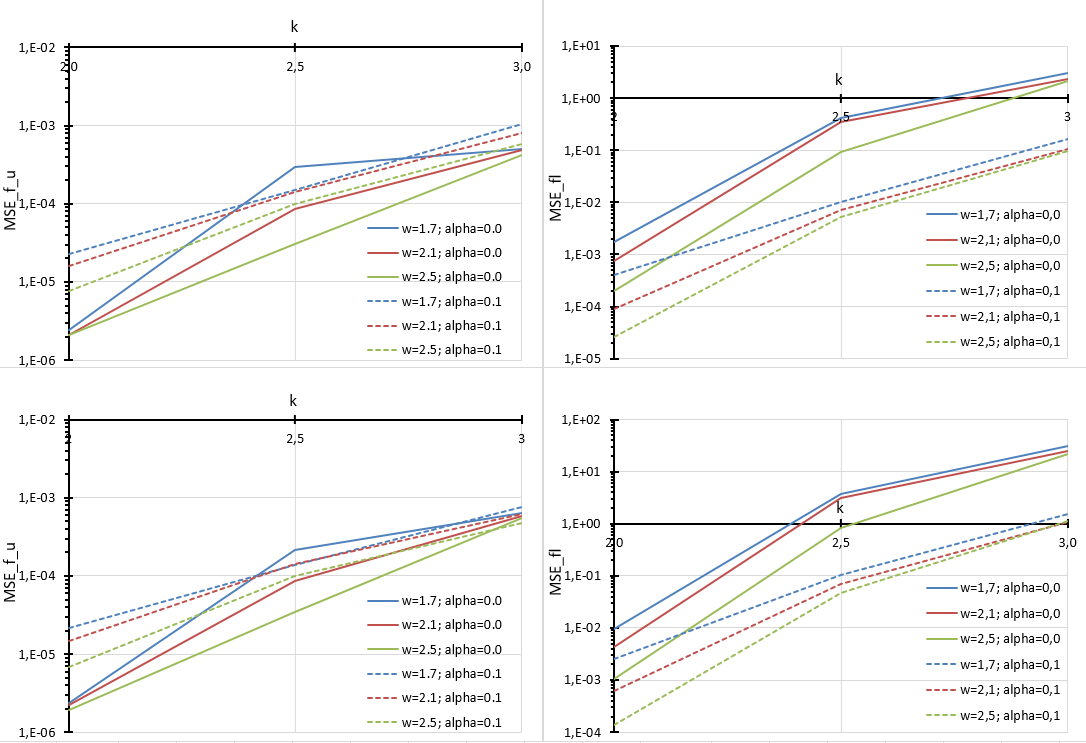 k
1,E-02
2,0
2,5
3,0
1,E-03
1,E-04
1,E-05
1,E-06
MSE_f_u
w=1.7; alpha=0.0
w=2.1; alpha=0.0
w=2.5; alpha=0.0
w=1.7; alpha=0.1
w=2.1; alpha=0.1
w=2.5; alpha=0.1
1,E+01
k
1,E+00
2
2,5
3
1,E-01
1,E-02
1,E-03
1,E-04
1,E-05
MSE_fl
w=1,7; alpha=0,0
w=2,1; alpha=0,0
w=2,5; alpha=0,0
w=1,7; alpha=0,1
w=2,1; alpha=0,1
w=2,5; alpha=0,1
k
1,E-02
2
2,5
3
1,E-03
1,E-04
1,E-05
1,E-06
MSE_f_u
w=1.7; alpha=0.0
w=2.1; alpha=0.0
w=2.5; alpha=0.0
w=1.7; alpha=0.1
w=2.1; alpha=0.1
w=2.5; alpha=0.1
1,E+02
1,E+01
k
1,E+00
2,0
2,5
3,0
1,E-01
1,E-02
1,E-03
1,E-04
MSE_fl
w=1,7; alpha=0,0
w=2,1; alpha=0,0
w=2,5; alpha=0,0
w=1,7; alpha=0,1
w=2,1; alpha=0,1
w=2,5; alpha=0,1